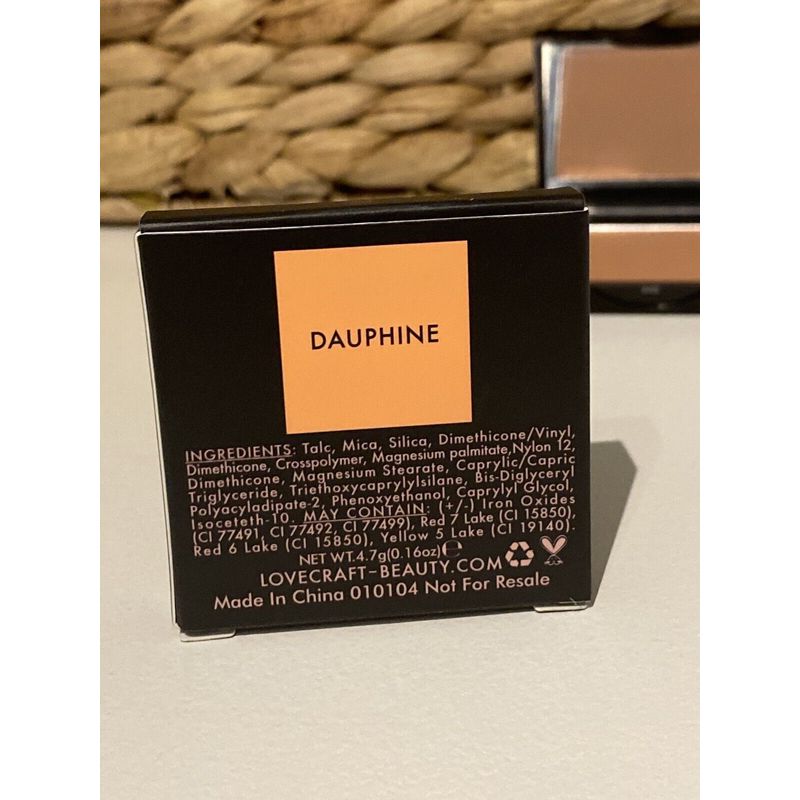 DAUPHINE
INGREDIENTS: Talc, Mica, Silica, Dimethicone/Vinyl,
Dimethicone, Crosspolymer, Magnesium palmitate,Nylon 12,
Dimethicone, Magnesium Stearate, Caprylic/Capric
Triglyceride, Triethoxycaprylylsilane, Bis-Diglyceryl
Polyacyladipate-2, Phenoxyethanol, Caprylyl Glycol,
Isoceteth-10. MAY CONTAIN: (+/-) Iron Oxides
(CI 77491, CI 77492, CI 77499), Red 7 Lake (CI 15850),
Red 6 Lake (CI 15850), Yellow 5 Lake (CI 19140).
NET WT.4.7g(0.16oz)℮
LOVECRAFT-BEAUTY.COM
Made In China 010104 Not For Resale